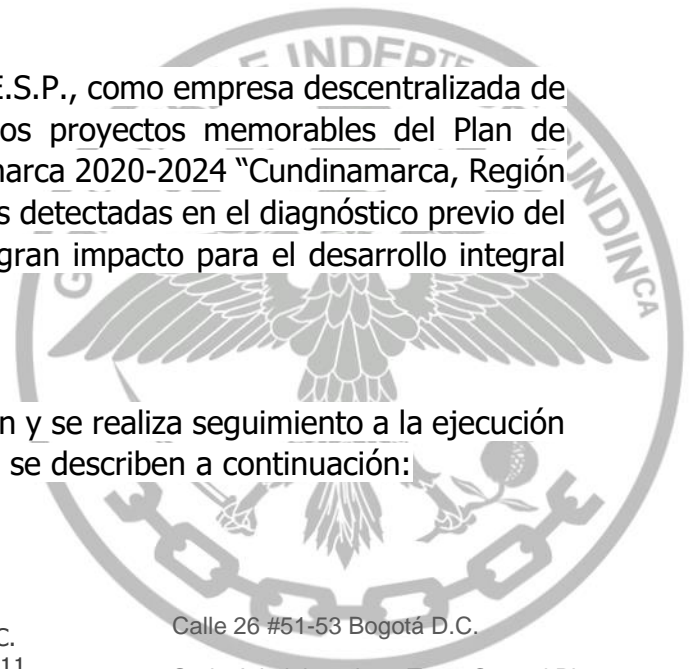 E.S.P., como empresa descentralizada de
os proyectos memorables del Plan de
marca 2020-2024 “Cundinamarca, Región
s detectadas en el diagnóstico previo del
gran impacto para el desarrollo integral
n y se realiza seguimiento a la ejecución
se describen a continuación:
C. Calle 26 #51-53 Bogotá D.C.
11